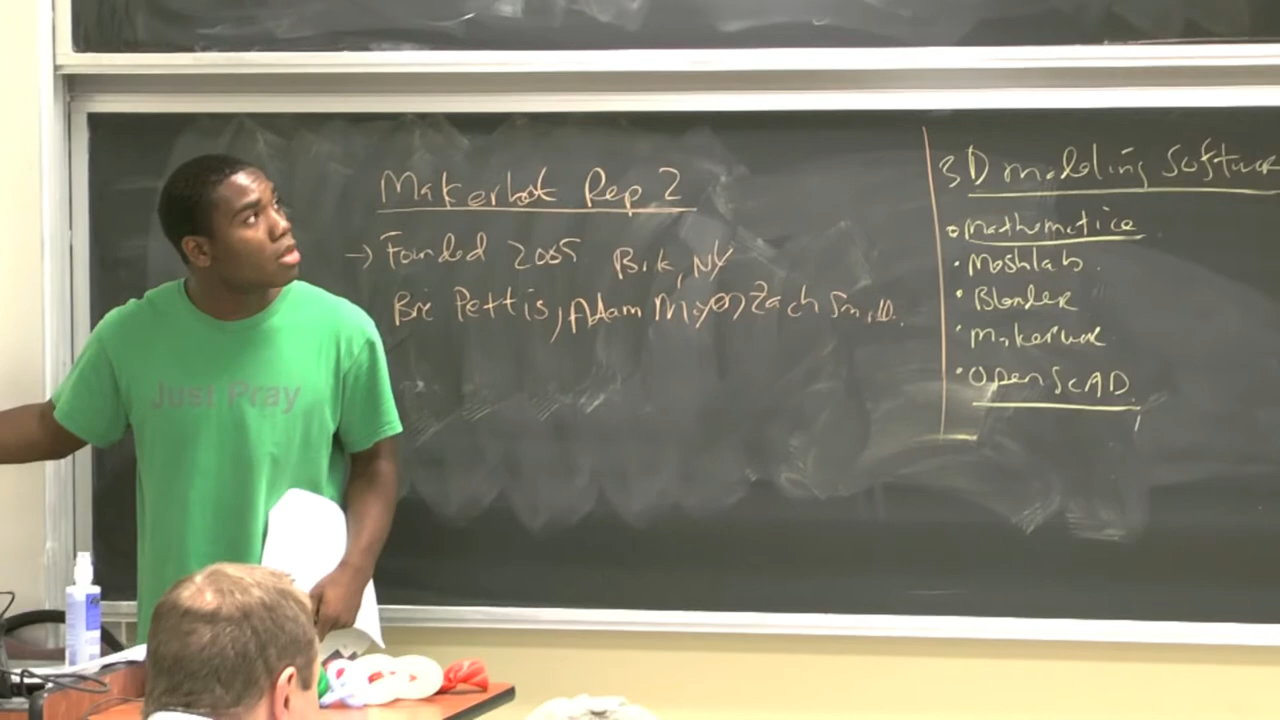 Makerbot Rep 2
→ Founded 2005 Brk, NY
Bre Pettis, Adam Mayer, Zach Smith.
3D modeling Software
• Mathematica
• Meshlab.
• Blender
• Makerware
• OpenSCAD.
Just Pray